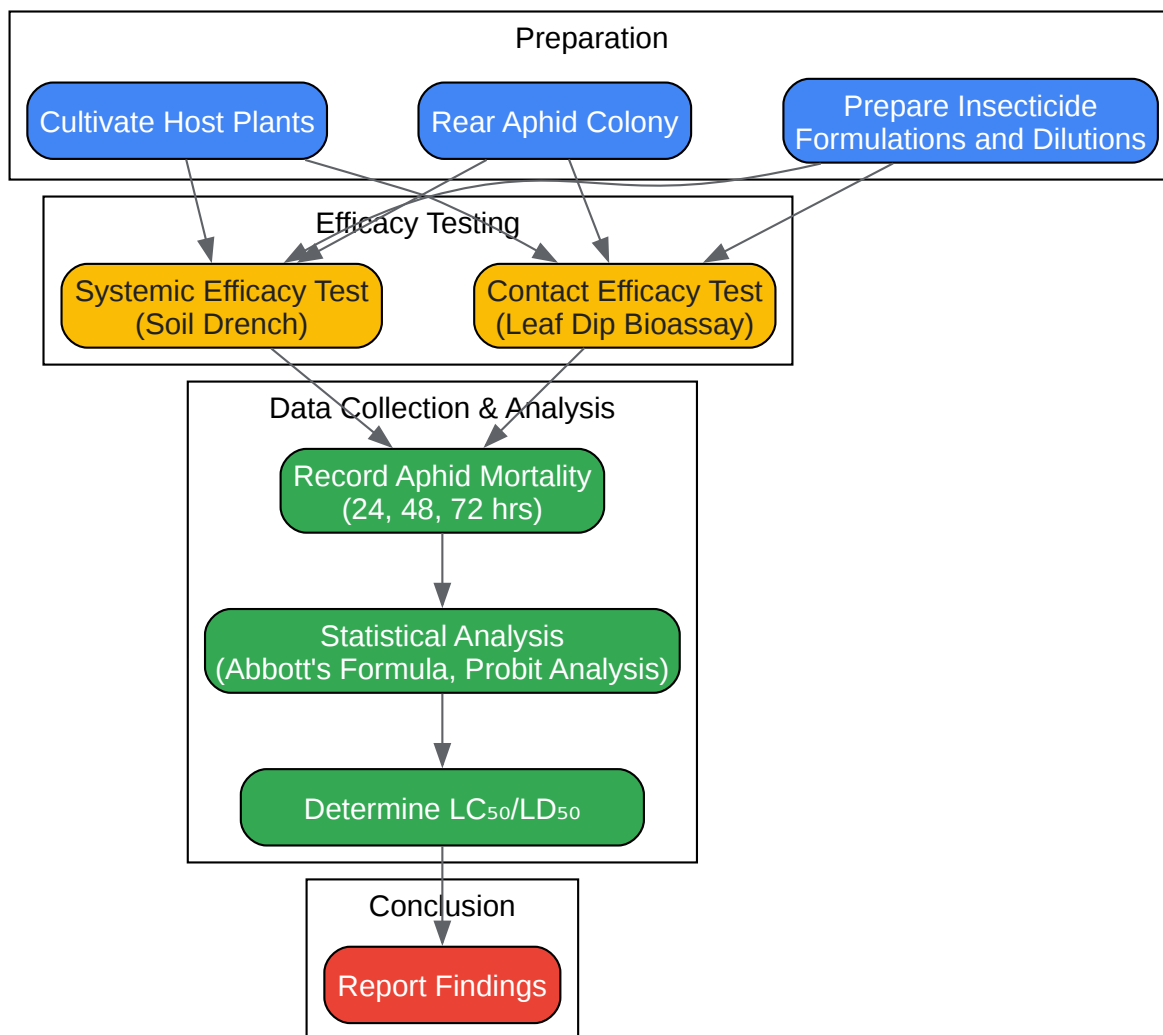 Preparation
Cultivate Host Plants
Rear Aphid Colony
Prepare Insecticide
Formulations and Dilutions
Efficacy Testing
Systemic Efficacy Test
(Soil Drench)
Contact Efficacy Test
(Leaf Dip Bioassay)
Data Collection & Analysis
Record Aphid Mortality
(24, 48, 72 hrs)
Statistical Analysis
(Abbott's Formula, Probit Analysis)
Determine LC₅₀/LD₅₀
Conclusion
Report Findings